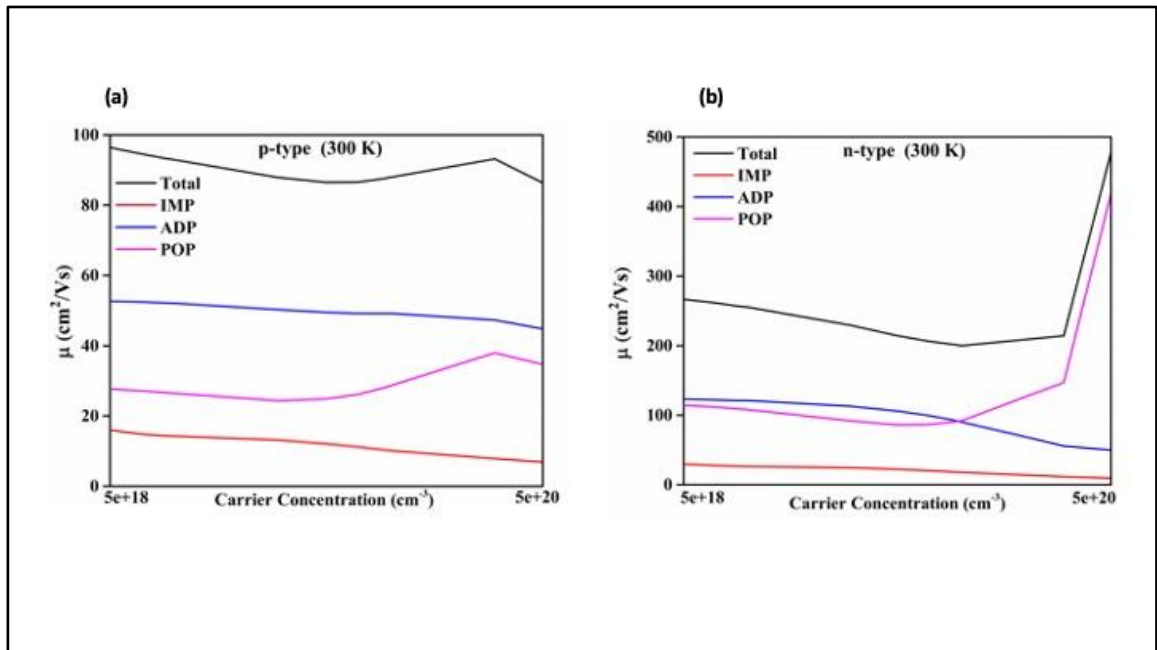 (a)
p-type (300 K)
100
80
60
40
20
0
μ (cm²/Vs)
Total
IMP
ADP
POP
5e+18
Carrier Concentration (cm⁻³)
5e+20
(b)
n-type (300 K)
500
400
300
200
100
0
μ (cm²/Vs)
Total
IMP
ADP
POP
5e+18
Carrier Concentration (cm⁻³)
5e+20